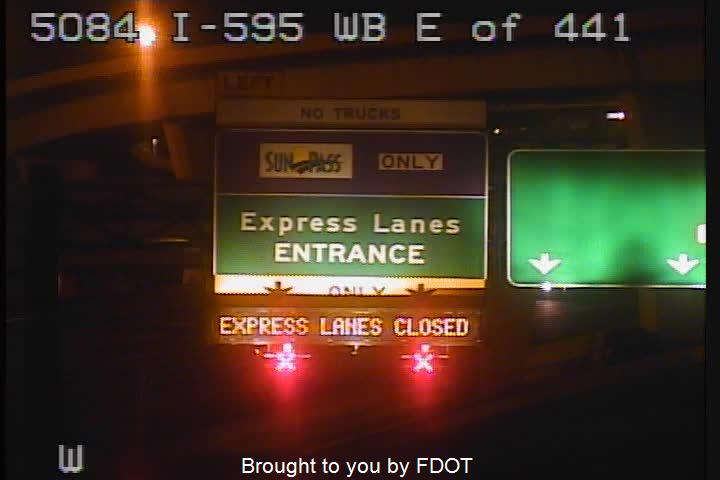 5084 I-595 WB E of 441
LEFT
NO TRUCKS
SUNPASS ONLY
Express Lanes
ENTRANCE
ONLY
EXPRESS LANES CLOSED
W
Brought to you by FDOT